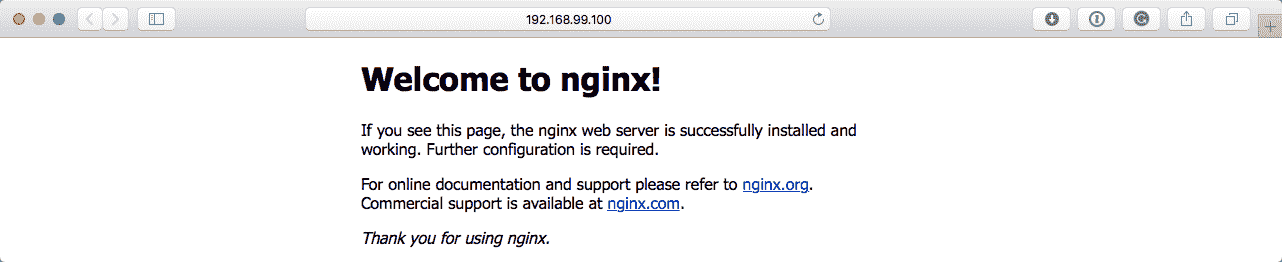 192.168.99.100
Welcome to nginx!
If you see this page, the nginx web server is successfully installed and
working. Further configuration is required.
For online documentation and support please refer to nginx.org.
Commercial support is available at nginx.com.
Thank you for using nginx.